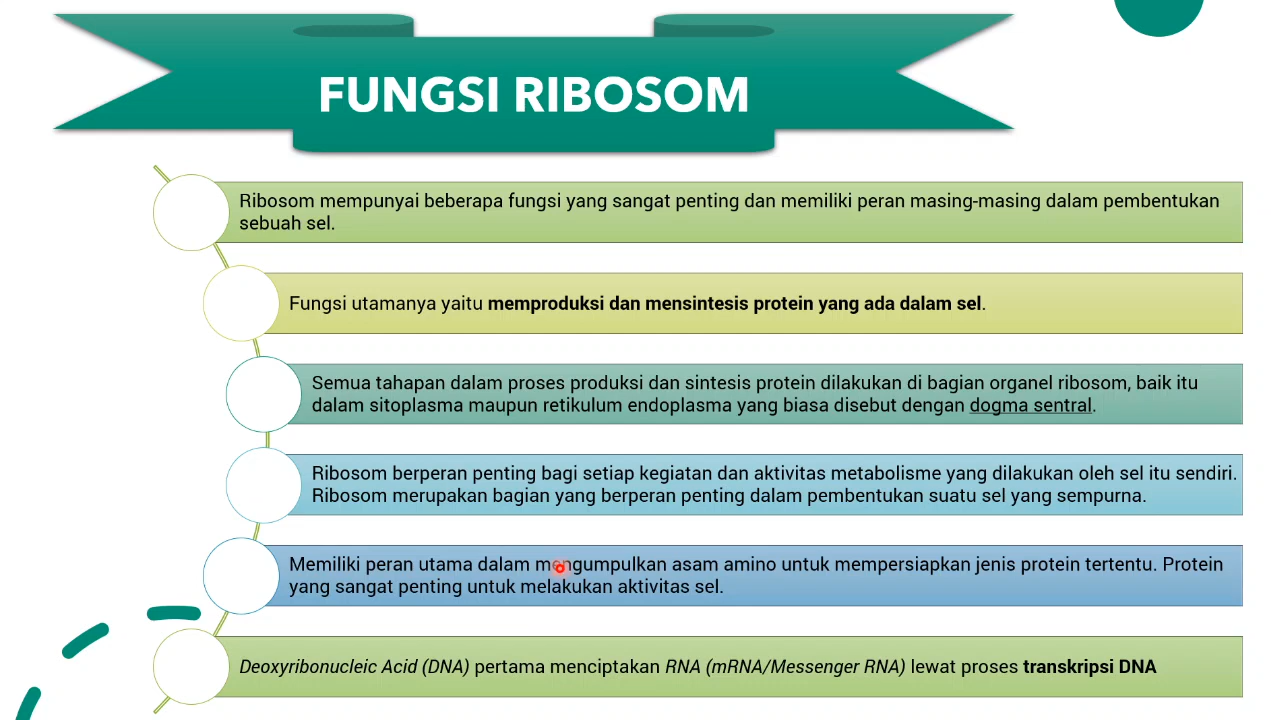 FUNGSI RIBOSOM
Ribosom mempunyai beberapa fungsi yang sangat penting dan memiliki peran masing-masing dalam pembentukan
sebuah sel.
Fungsi utamanya yaitu memproduksi dan mensintesis protein yang ada dalam sel.
Semua tahapan dalam proses produksi dan sintesis protein dilakukan di bagian organel ribosom, baik itu
dalam sitoplasma maupun retikulum endoplasma yang biasa disebut dengan dogma sentral.
Ribosom berperan penting bagi setiap kegiatan dan aktivitas metabolisme yang dilakukan oleh sel itu sendiri.
Ribosom merupakan bagian yang berperan penting dalam pembentukan suatu sel yang sempurna.
Memiliki peran utama dalam mengumpulkan asam amino untuk mempersiapkan jenis protein tertentu. Protein
yang sangat penting untuk melakukan aktivitas sel.
Deoxyribonucleic Acid (DNA) pertama menciptakan RNA (mRNA/Messenger RNA) lewat proses transkripsi DNA